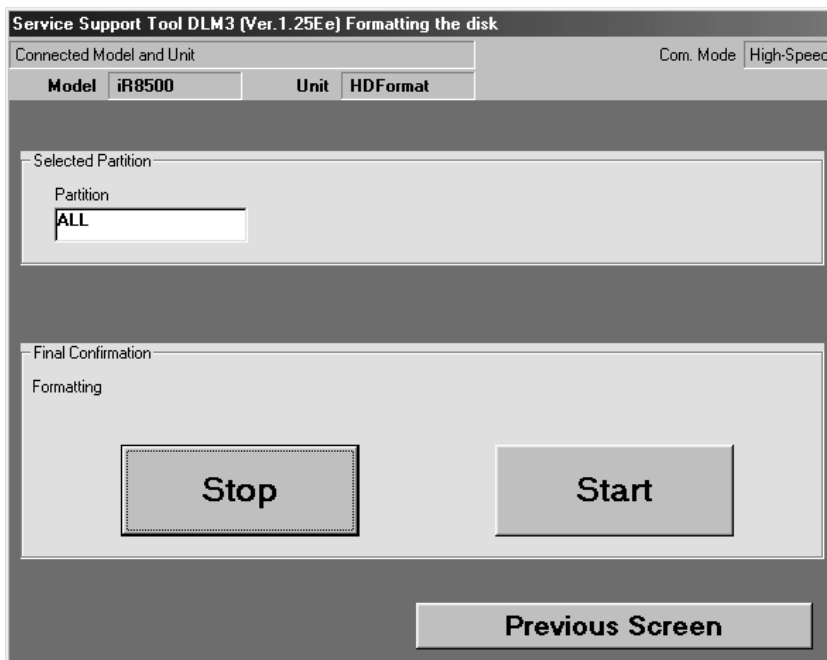 Service Support Tool DLM3 (Ver.1.25Ee) Formatting the disk
Connected Model and Unit Com. Mode High-Speed
Model iR8500 Unit HDFormat
Selected Partition
Partition
ALL
Final Confirmation
Formatting
Stop Start
Previous Screen